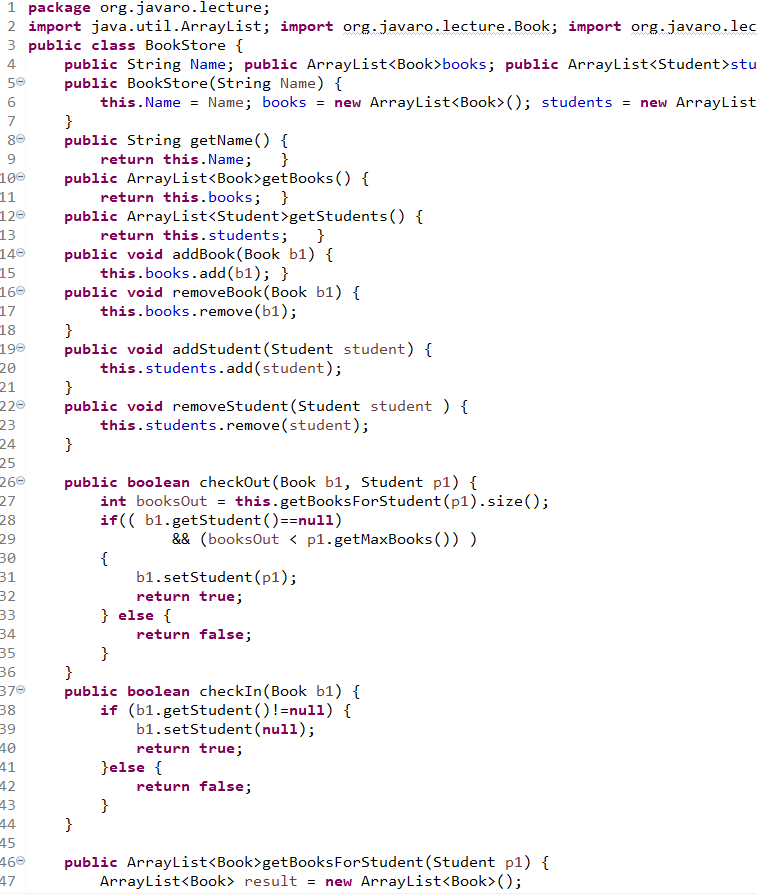 1 package org.javaro.lecture;
2 import java.util.ArrayList; import org.javaro.lecture.Book; import org.javaro.lec
3 public class BookStore {
4     public String Name; public ArrayList<Book>books; public ArrayList<Student>stu
5     public BookStore(String Name) {
6         this.Name = Name; books = new ArrayList<Book>(); students = new ArrayList
7     }
8     public String getName() {
9         return this.Name;   }
10     public ArrayList<Book>getBooks() {
11         return this.books;  }
12     public ArrayList<Student>getStudents() {
13         return this.students;   }
14     public void addBook(Book b1) {
15         this.books.add(b1); }
16     public void removeBook(Book b1) {
17         this.books.remove(b1);
18     }
19     public void addStudent(Student student) {
20         this.students.add(student);
21     }
22     public void removeStudent(Student student ) {
23         this.students.remove(student);
24     }
25
26     public boolean checkOut(Book b1, Student p1) {
27         int booksOut = this.getBooksForStudent(p1).size();
28         if(( b1.getStudent()==null)
29                 && (booksOut < p1.getMaxBooks()) )
30         {
31             b1.setStudent(p1);
32             return true;
33         } else {
34             return false;
35         }
36     }
37     public boolean checkIn(Book b1) {
38         if (b1.getStudent()!=null) {
39             b1.setStudent(null);
40             return true;
41         }else {
42             return false;
43         }
44     }
45
46     public ArrayList<Book>getBooksForStudent(Student p1) {
47         ArrayList<Book> result = new ArrayList<Book>();